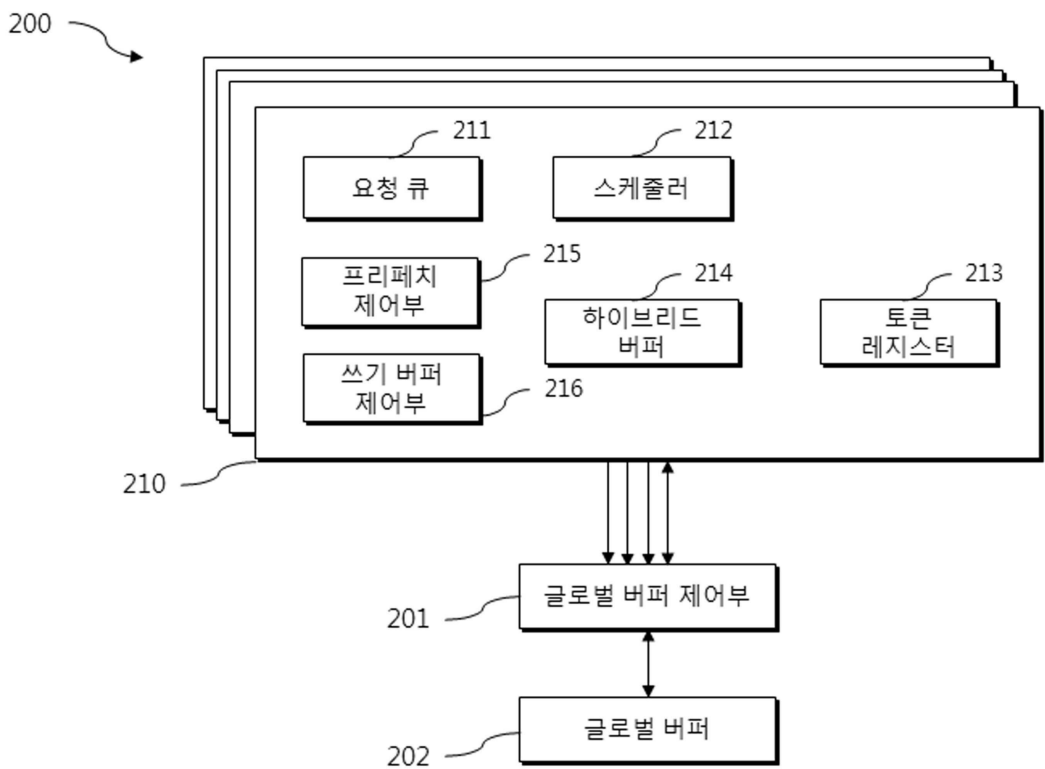 200
211
요청 큐
212
스케줄러
215
프리페치
제어부
214
하이브리드
버퍼
213
토큰
레지스터
쓰기 버퍼
제어부
216
210
글로벌 버퍼 제어부
201
글로벌 버퍼
202